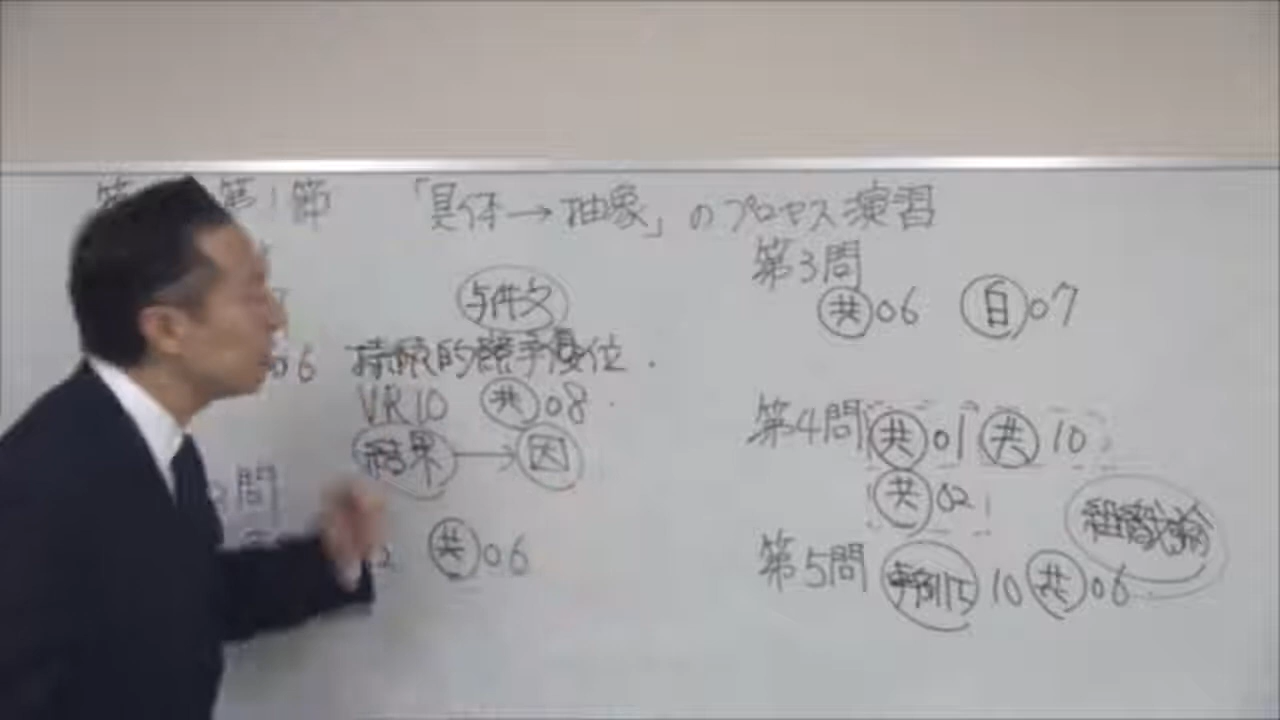 第1節 「具体→抽象」のプロセス演習
与件文
06 持続的競争優位.
VRIO 共08.
結果→因
問
2 共06
第3問
共06 自07
第4問 共01 共10
共02
組織論
第5問 事例Ⅰ 10 共06